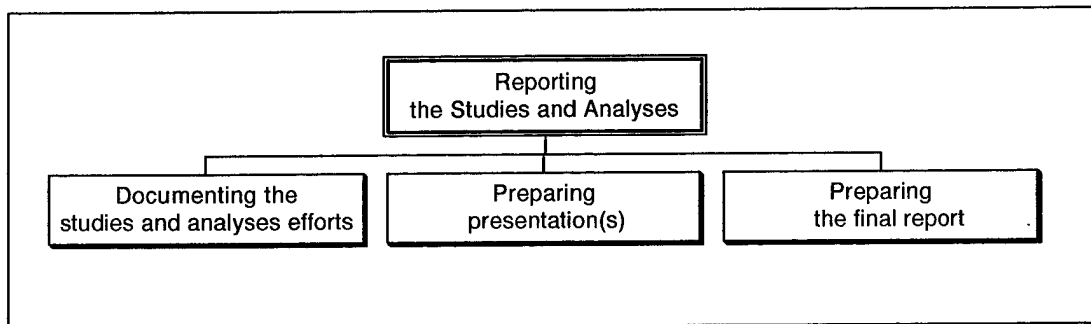 Reporting
the Studies and Analyses
Documenting the
studies and analyses efforts
Preparing
presentation(s)
Preparing
the final report